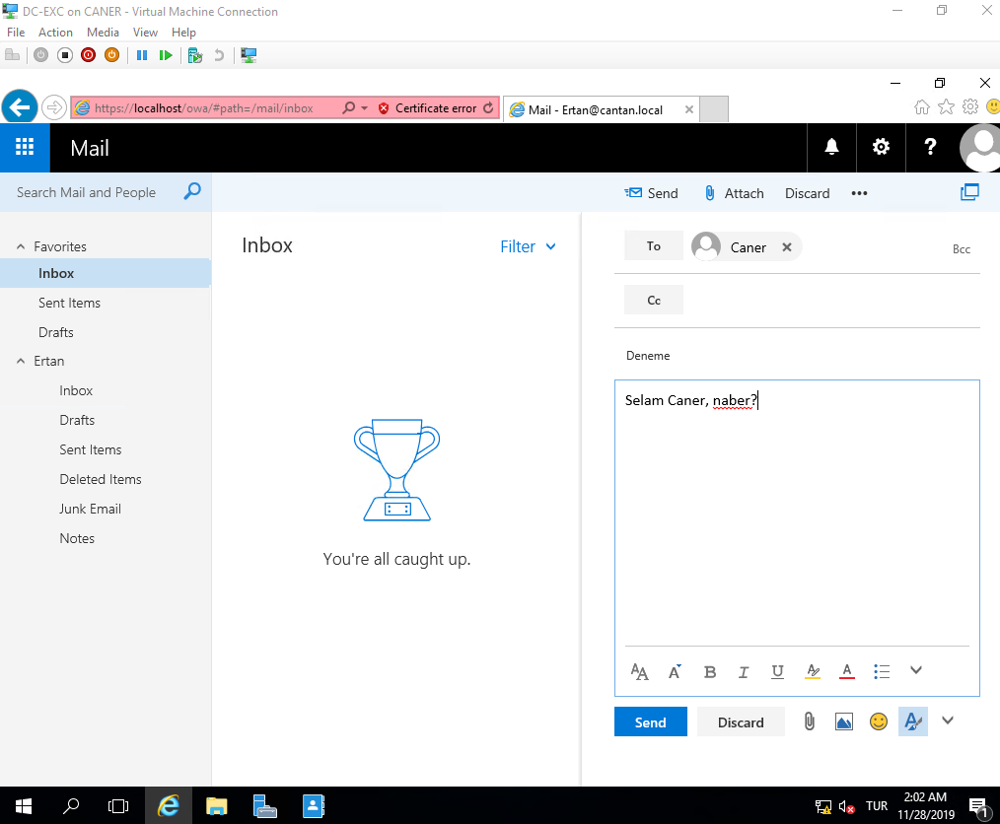 DC-EXC on CANER - Virtual Machine Connection
File Action Media View Help
https://localhost/owa/#path=/mail/inbox
Certificate error
Mail - Ertan@cantan.local
Mail
?
Search Mail and People
Send
Attach
Discard
•••
Favorites
Inbox
Sent Items
Drafts
Ertan
Inbox
Drafts
Sent Items
Deleted Items
Junk Email
Notes
Inbox
Filter
You're all caught up.
To
Caner
Bcc
Cc
Deneme
Selam Caner, naber?
AA A B I U A
Send
Discard
TUR
2:02 AM
11/28/2019
1